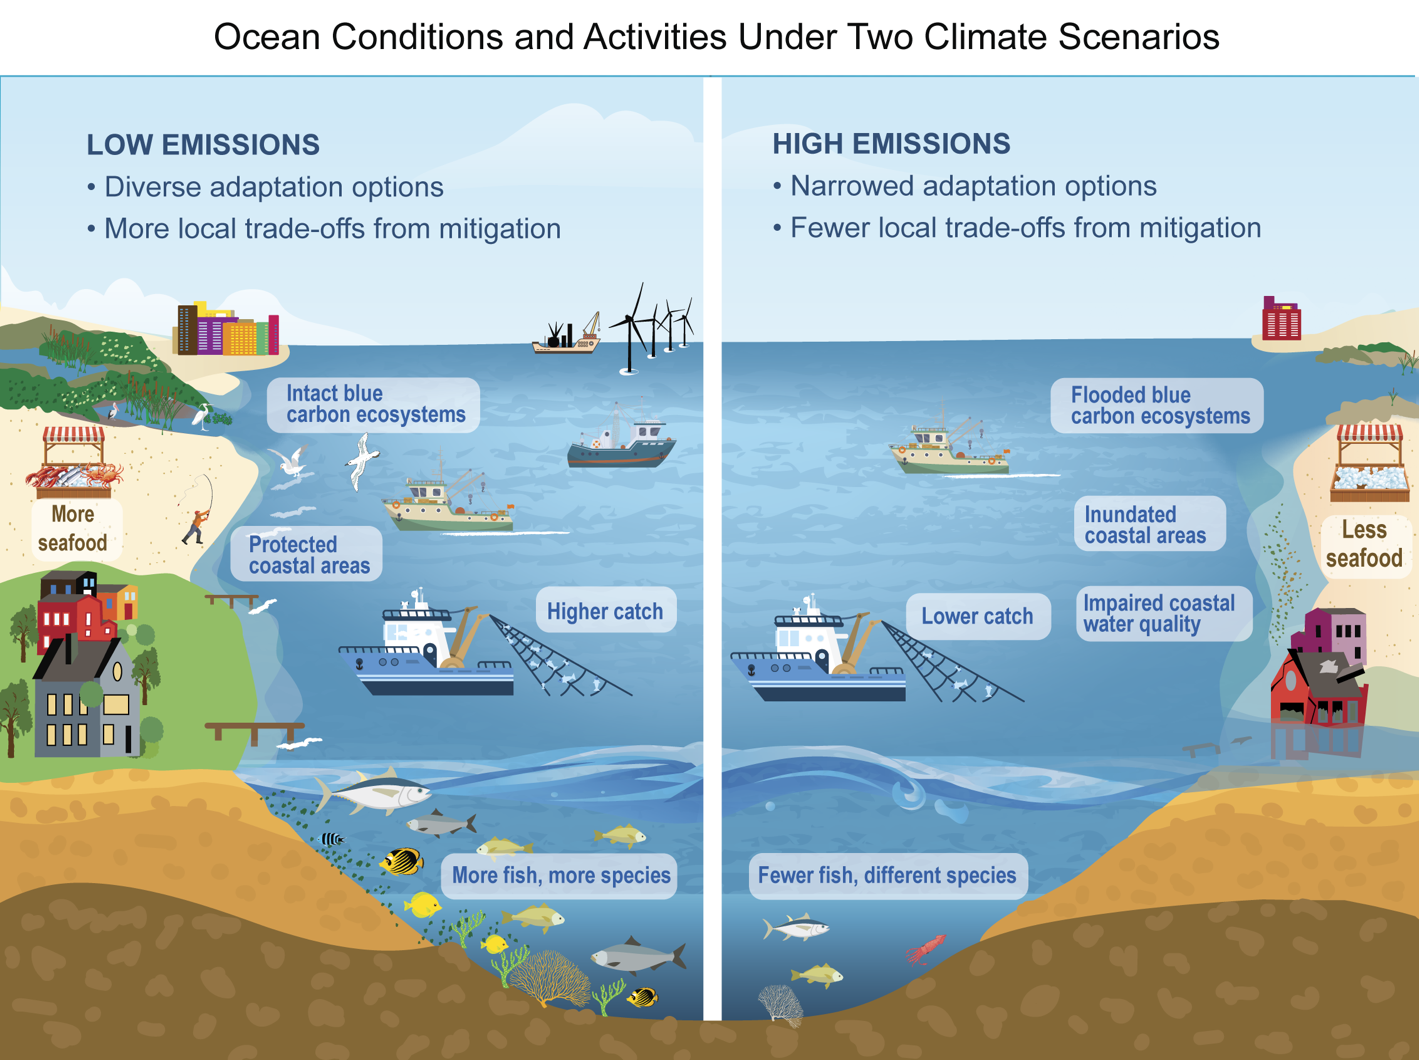 Ocean Conditions and Activities Under Two Climate Scenarios
LOW EMISSIONS
• Diverse adaptation options
• More local trade-offs from mitigation
Intact blue
carbon ecosystems
More
seafood
Protected
coastal areas
Higher catch
More fish, more species
HIGH EMISSIONS
• Narrowed adaptation options
• Fewer local trade-offs from mitigation
Flooded blue
carbon ecosystems
Inundated
coastal areas
Less
seafood
Impaired coastal
water quality
Lower catch
Fewer fish, different species